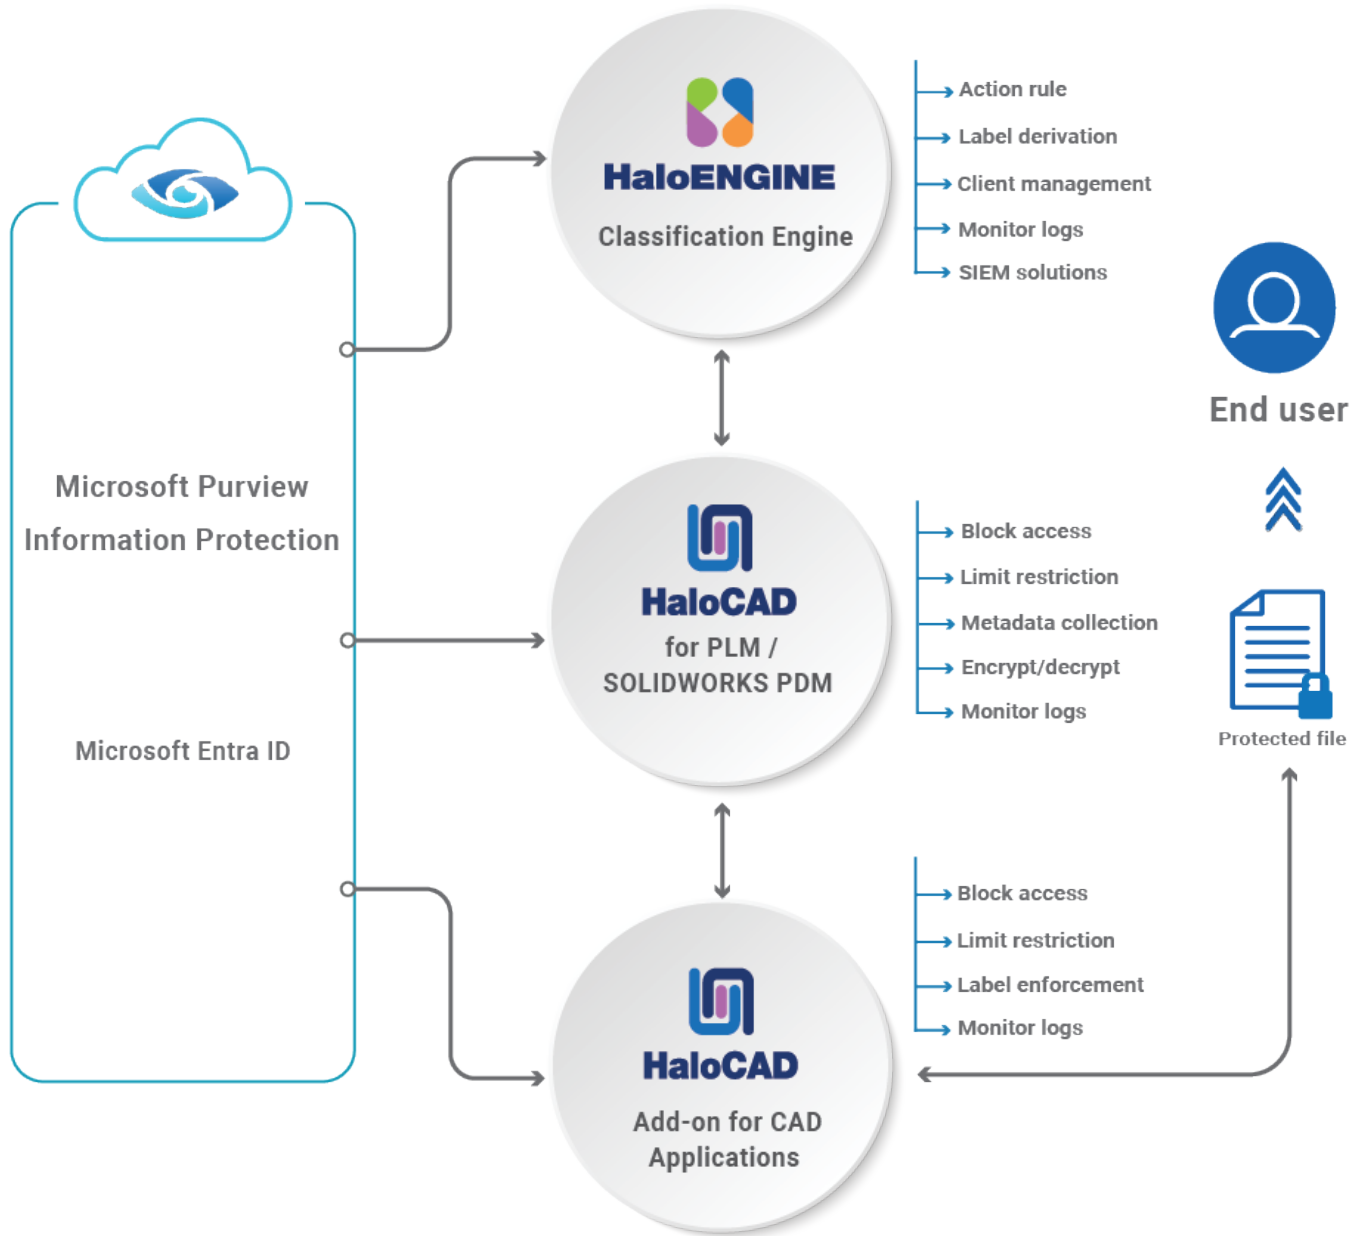 Microsoft Purview
Information Protection
Microsoft Entra ID
HaloENGINE
Classification Engine
Action rule
Label derivation
Client management
Monitor logs
SIEM solutions
HaloCAD
for PLM /
SOLIDWORKS PDM
Block access
Limit restriction
Metadata collection
Encrypt/decrypt
Monitor logs
HaloCAD
Add-on for CAD
Applications
Block access
Limit restriction
Label enforcement
Monitor logs
End user
Protected file